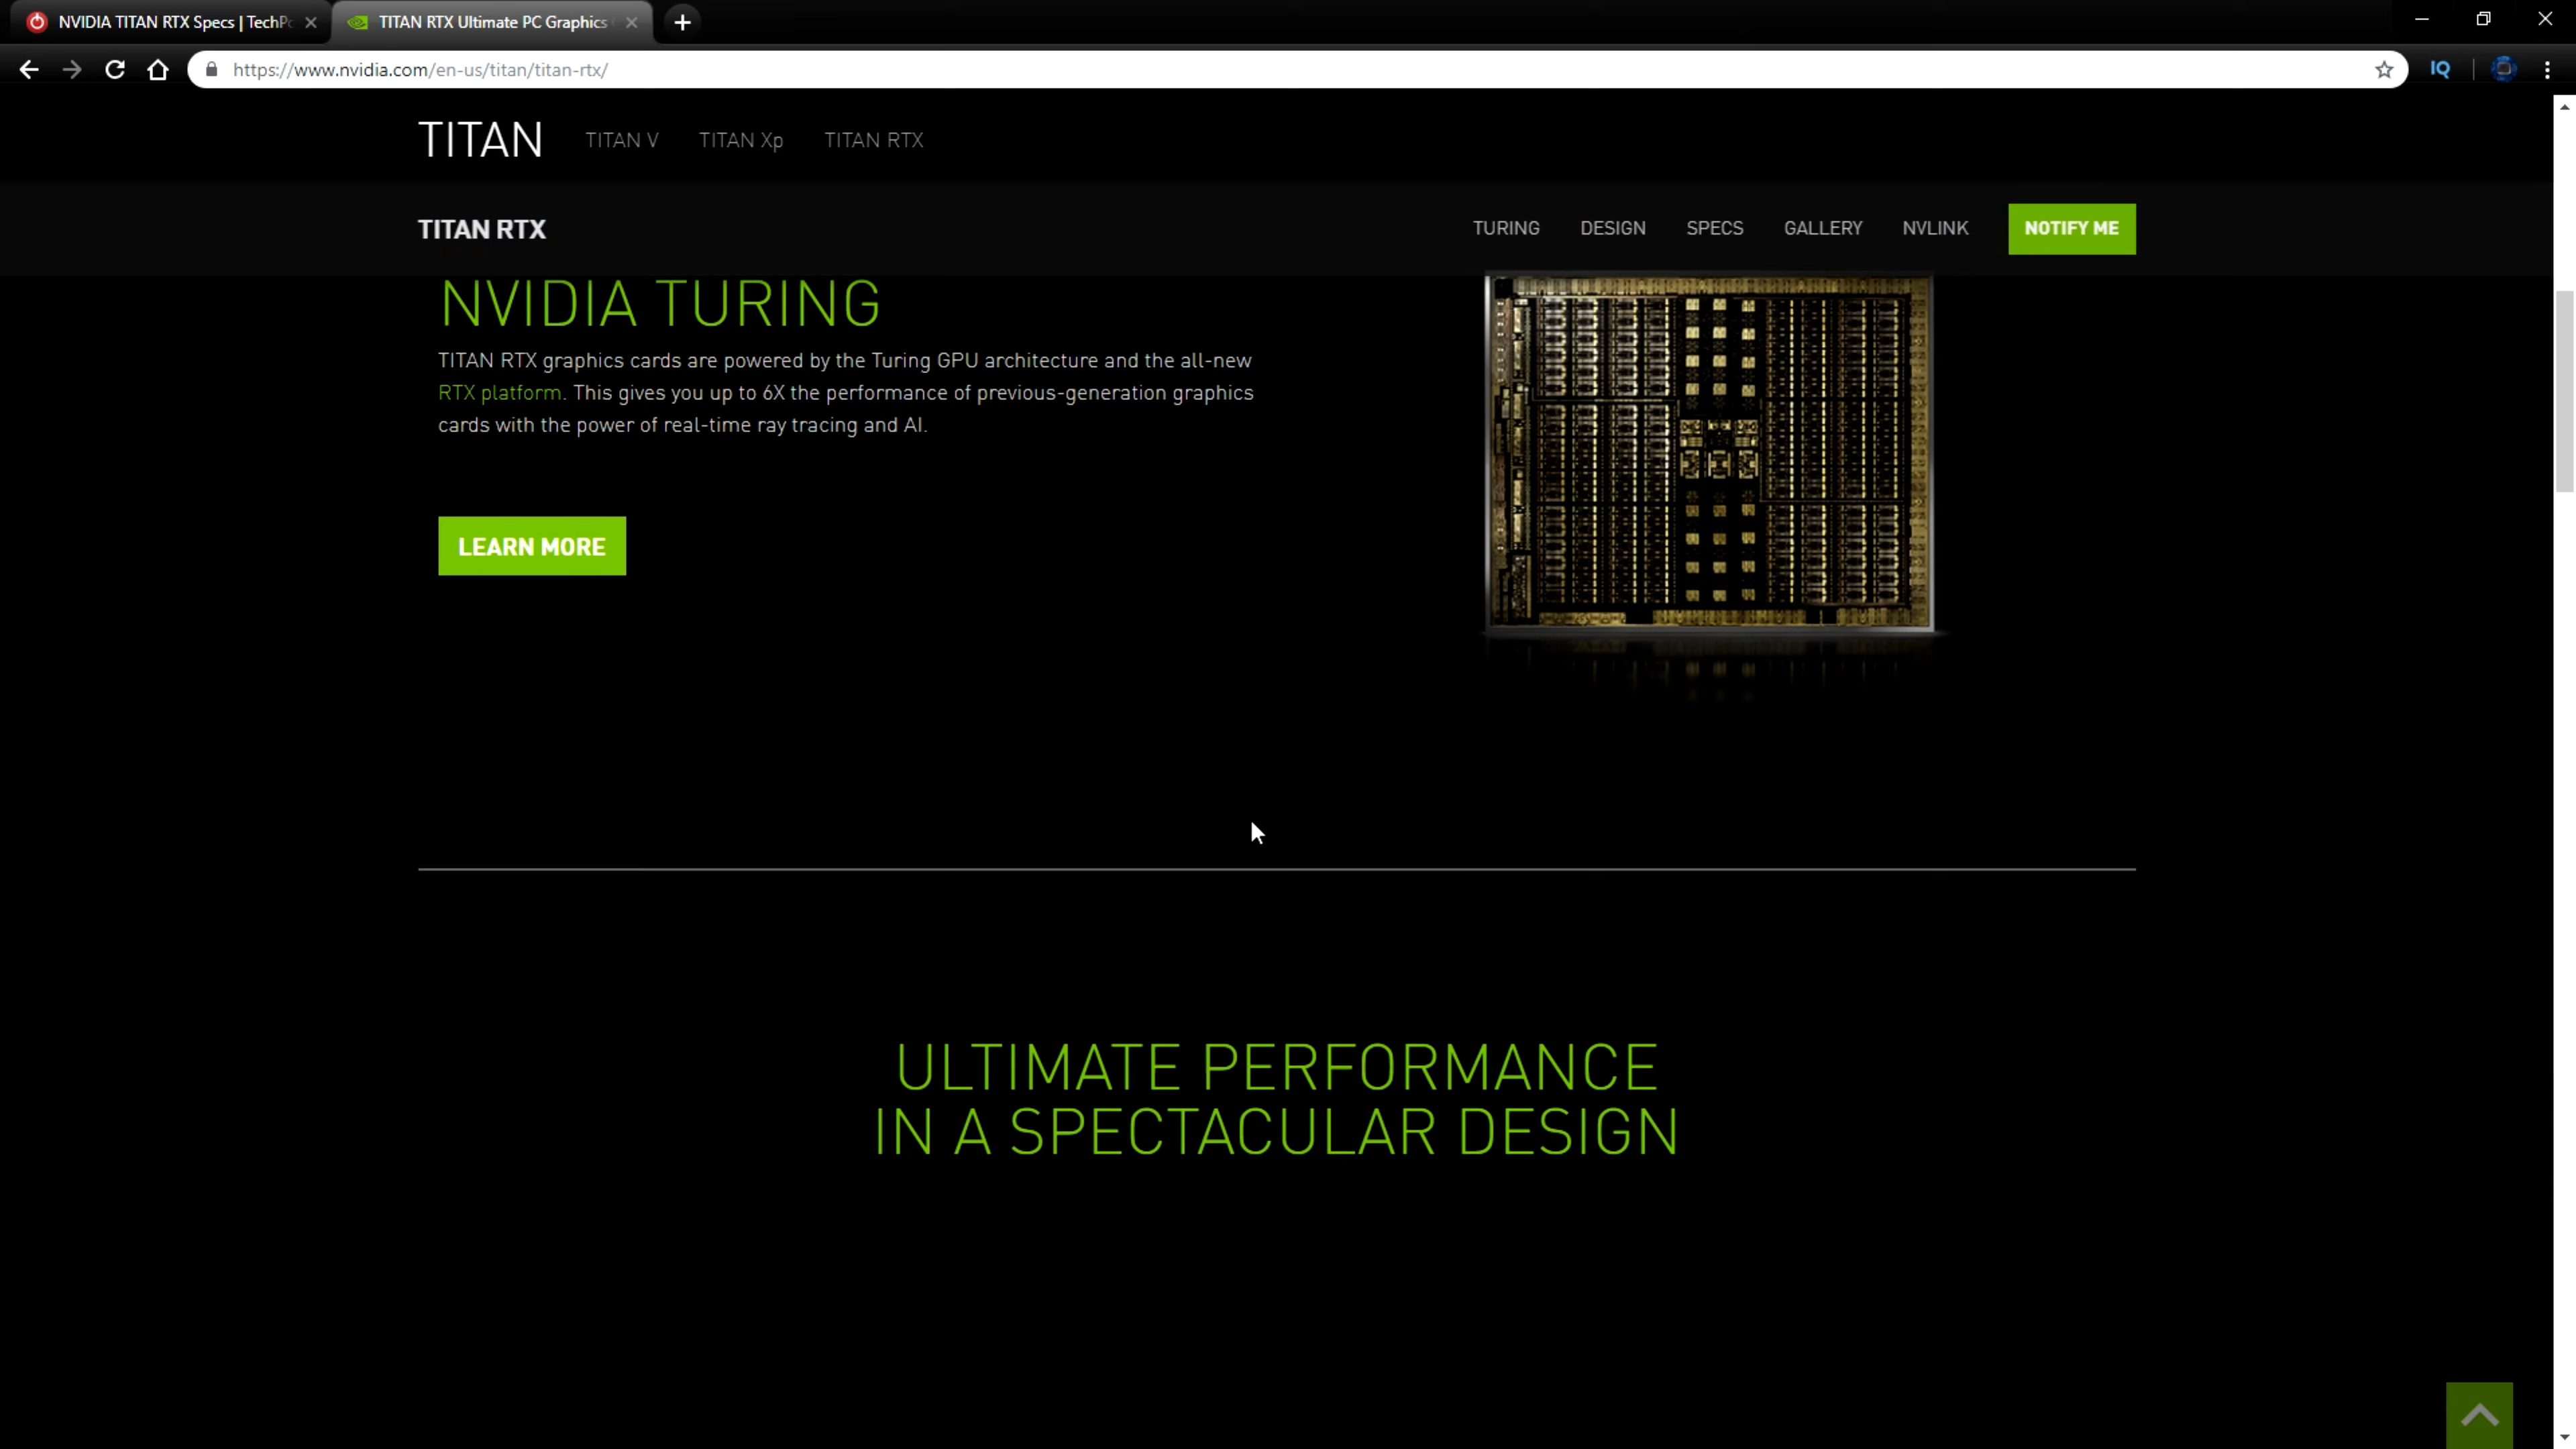 NVIDIA TITAN RTX Specs | TechPo
TITAN RTX Ultimate PC Graphics
https://www.nvidia.com/en-us/titan/titan-rtx/
IQ
TITAN TITAN V TITAN Xp TITAN RTX
TITAN RTX TURING DESIGN SPECS GALLERY NVLINK NOTIFY ME
NVIDIA TURING
TITAN RTX graphics cards are powered by the Turing GPU architecture and the all-new
RTX platform. This gives you up to 6X the performance of previous-generation graphics
cards with the power of real-time ray tracing and AI.
LEARN MORE
ULTIMATE PERFORMANCE
IN A SPECTACULAR DESIGN